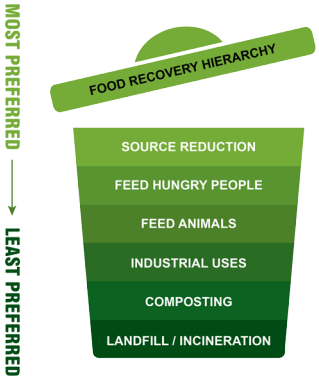 MOST PREFERRED
LEAST PREFERRED
FOOD RECOVERY HIERARCHY
SOURCE REDUCTION
FEED HUNGRY PEOPLE
FEED ANIMALS
INDUSTRIAL USES
COMPOSTING
LANDFILL / INCINERATION